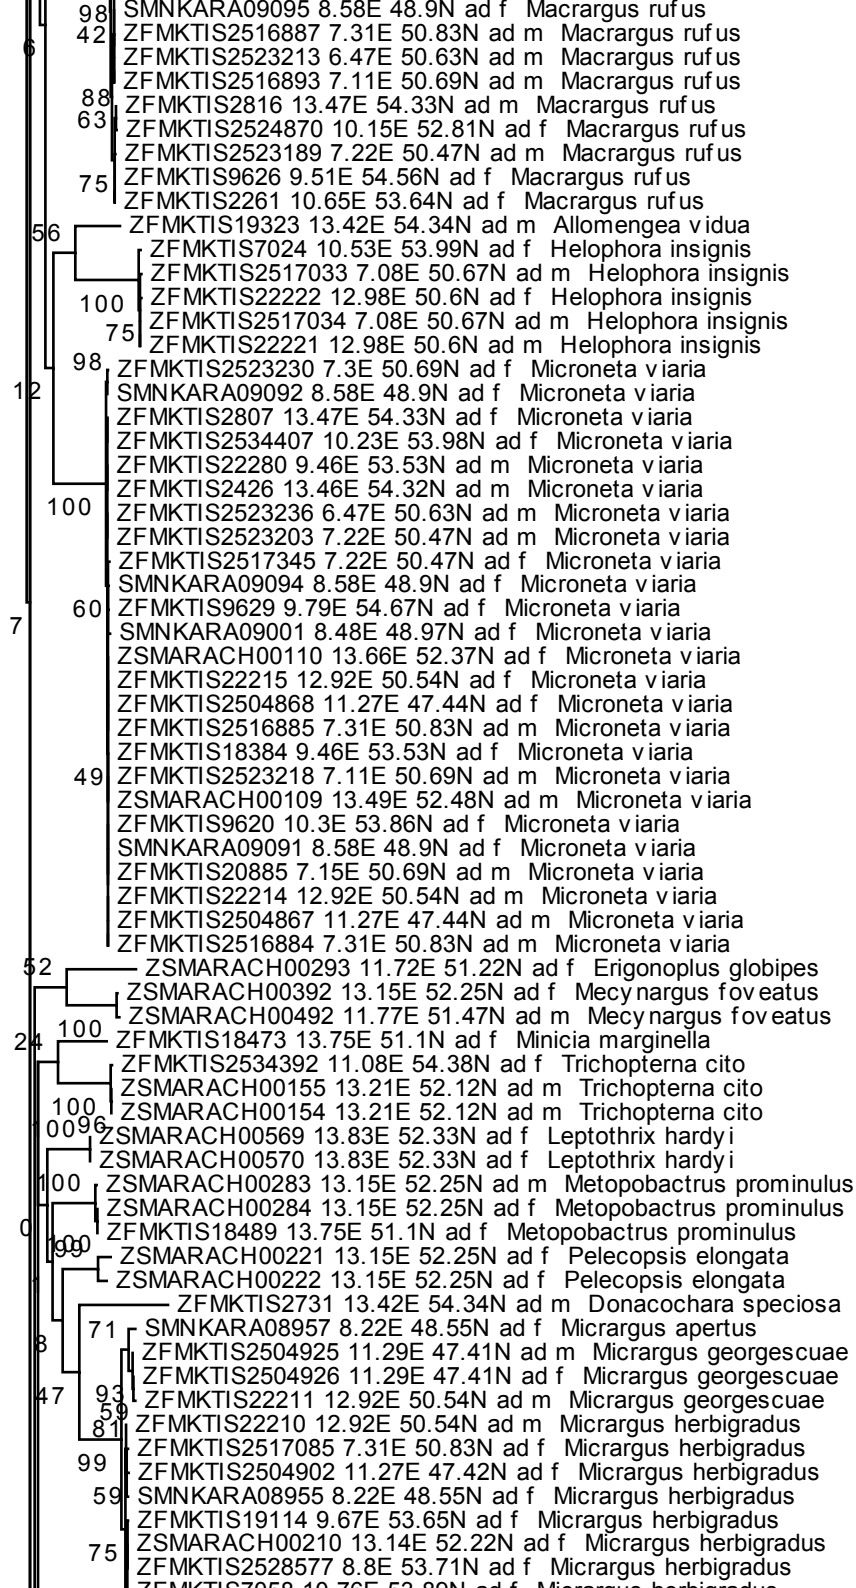 SMNKARA09095 8.58E 48.9N ad f Macrargus rufus
98
ZFMKTIS2516887 7.31E 50.83N ad m Macrargus rufus
42
6
ZFMKTIS2523213 6.47E 50.63N ad m Macrargus rufus
ZFMKTIS2516893 7.11E 50.69N ad m Macrargus rufus
88
ZFMKTIS2816 13.47E 54.33N ad m Macrargus rufus
63
ZFMKTIS2524870 10.15E 52.81N ad f Macrargus rufus
ZFMKTIS2523189 7.22E 50.47N ad m Macrargus rufus
75
ZFMKTIS9626 9.51E 54.56N ad f Macrargus rufus
ZFMKTIS2261 10.65E 53.64N ad f Macrargus rufus
56
ZFMKTIS19323 13.42E 54.34N ad m Allomengea vidua
ZFMKTIS7024 10.53E 53.99N ad f Helophora insignis
ZFMKTIS2517033 7.08E 50.67N ad m Helophora insignis
100
ZFMKTIS22222 12.98E 50.6N ad f Helophora insignis
ZFMKTIS2517034 7.08E 50.67N ad m Helophora insignis
75
ZFMKTIS22221 12.98E 50.6N ad f Helophora insignis
98
ZFMKTIS2523230 7.3E 50.69N ad f Microneta viaria
12
SMNKARA09092 8.58E 48.9N ad m Microneta viaria
ZFMKTIS2807 13.47E 54.33N ad f Microneta viaria
ZFMKTIS2534407 10.23E 53.98N ad f Microneta viaria
ZFMKTIS22280 9.46E 53.53N ad m Microneta viaria
ZFMKTIS2426 13.46E 54.32N ad m Microneta viaria
100
ZFMKTIS2523236 6.47E 50.63N ad m Microneta viaria
ZFMKTIS2523203 7.22E 50.47N ad m Microneta viaria
ZFMKTIS2517345 7.22E 50.47N ad f Microneta viaria
SMNKARA09094 8.58E 48.9N ad f Microneta viaria
60
ZFMKTIS9629 9.79E 54.67N ad m Microneta viaria
7
SMNKARA09001 8.48E 48.97N ad f Microneta viaria
ZSMARACH00110 13.66E 52.37N ad f Microneta viaria
ZFMKTIS22215 12.92E 50.54N ad f Microneta viaria
ZFMKTIS2504868 11.27E 47.44N ad f Microneta viaria
ZFMKTIS2516885 7.31E 50.83N ad m Microneta viaria
ZFMKTIS18384 9.46E 53.53N ad f Microneta viaria
49
ZFMKTIS2523218 7.11E 50.69N ad m Microneta viaria
ZSMARACH00109 13.49E 52.48N ad m Microneta viaria
ZFMKTIS9620 10.3E 53.86N ad f Microneta viaria
SMNKARA09091 8.58E 48.9N ad f Microneta viaria
ZFMKTIS20885 7.15E 50.69N ad m Microneta viaria
ZFMKTIS22214 12.92E 50.54N ad m Microneta viaria
ZFMKTIS2504867 11.27E 47.44N ad m Microneta viaria
ZFMKTIS2516884 7.31E 50.83N ad m Microneta viaria
52
ZSMARACH00293 11.72E 51.22N ad f Erigonoplus globipes
ZSMARACH00392 13.15E 52.25N ad f Mecynargus foveatus
ZSMARACH00492 11.77E 51.47N ad m Mecynargus foveatus
100
24
ZFMKTIS18473 13.75E 51.1N ad f Minicia marginella
ZFMKTIS2534392 11.08E 54.38N ad f Trichopterna cito
ZSMARACH00155 13.21E 52.12N ad m Trichopterna cito
100
ZSMARACH00154 13.21E 52.12N ad m Trichopterna cito
96
ZSMARACH00569 13.83E 52.33N ad f Leptothrix hardyi
ZSMARACH00570 13.83E 52.33N ad f Leptothrix hardyi
100
ZSMARACH00283 13.15E 52.25N ad m Metopobactrus prominulus
ZSMARACH00284 13.15E 52.25N ad f Metopobactrus prominulus
0
ZFMKTIS18489 13.75E 51.1N ad f Metopobactrus prominulus
100
99
ZSMARACH00221 13.15E 52.25N ad f Pelecopsis elongata
1
ZSMARACH00222 13.15E 52.25N ad f Pelecopsis elongata
ZFMKTIS2731 13.42E 54.34N ad m Donacochara speciosa
71
SMNKARA08957 8.22E 48.55N ad f Micrargus apertus
8
ZFMKTIS2504925 11.29E 47.41N ad m Micrargus georgescuae
ZFMKTIS2504926 11.29E 47.41N ad f Micrargus georgescuae
47
93
ZFMKTIS22211 12.92E 50.54N ad m Micrargus georgescuae
59
81
ZFMKTIS22210 12.92E 50.54N ad m Micrargus herbigradus
ZFMKTIS2517085 7.31E 50.83N ad f Micrargus herbigradus
99
ZFMKTIS2504902 11.27E 47.42N ad f Micrargus herbigradus
59
SMNKARA08955 8.22E 48.55N ad f Micrargus herbigradus
ZFMKTIS19114 9.67E 53.65N ad f Micrargus herbigradus
ZSMARACH00210 13.14E 52.22N ad f Micrargus herbigradus
75
ZFMKTIS2528577 8.8E 53.71N ad f Micrargus herbigradus